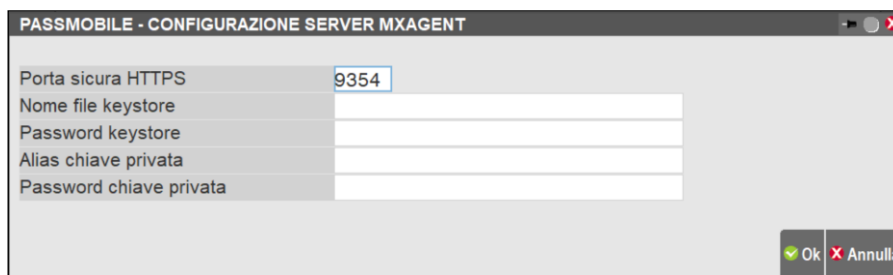 PASSMOBILE - CONFIGURAZIONE SERVER MXAGENT
Porta sicura HTTPS 9354
Nome file keystore
Password keystore
Alias chiave privata
Password chiave privata
Ok Annull